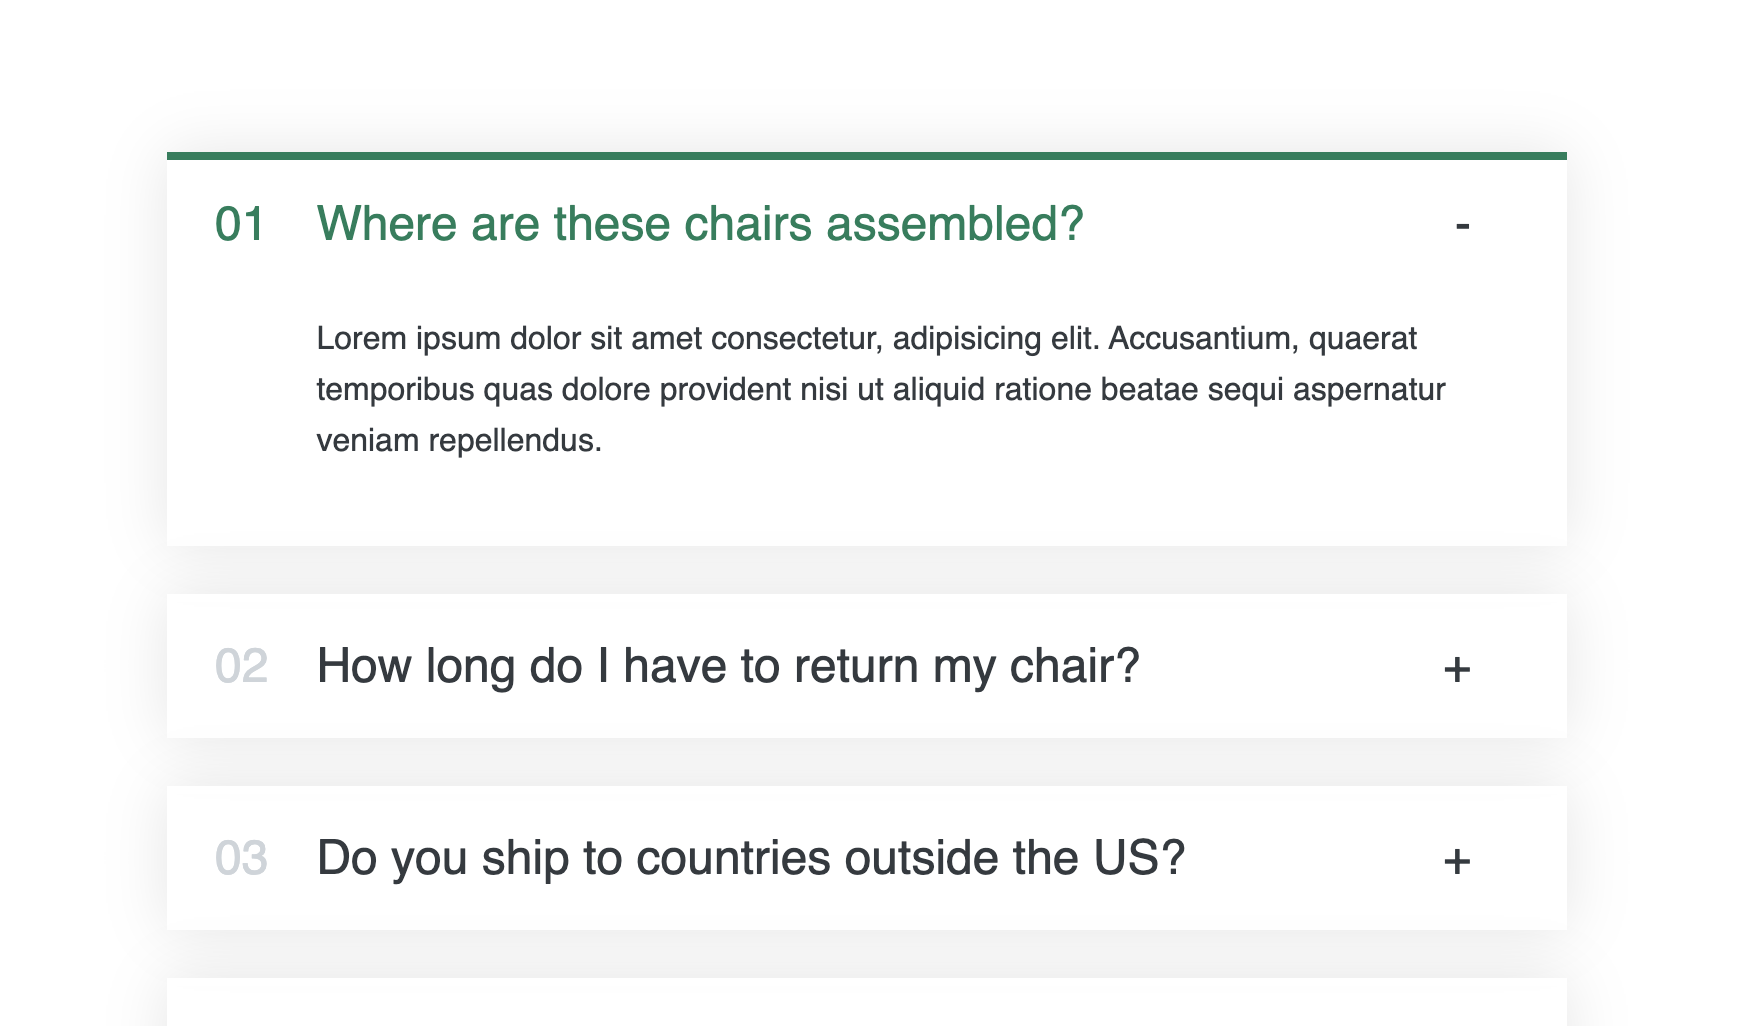 01 Where are these chairs assembled? -
Lorem ipsum dolor sit amet consectetur, adipisicing elit. Accusantium, quaerat
temporibus quas dolore provident nisi ut aliquid ratione beatae sequi aspernatur
veniam repellendus.
02 How long do I have to return my chair? +
03 Do you ship to countries outside the US? +